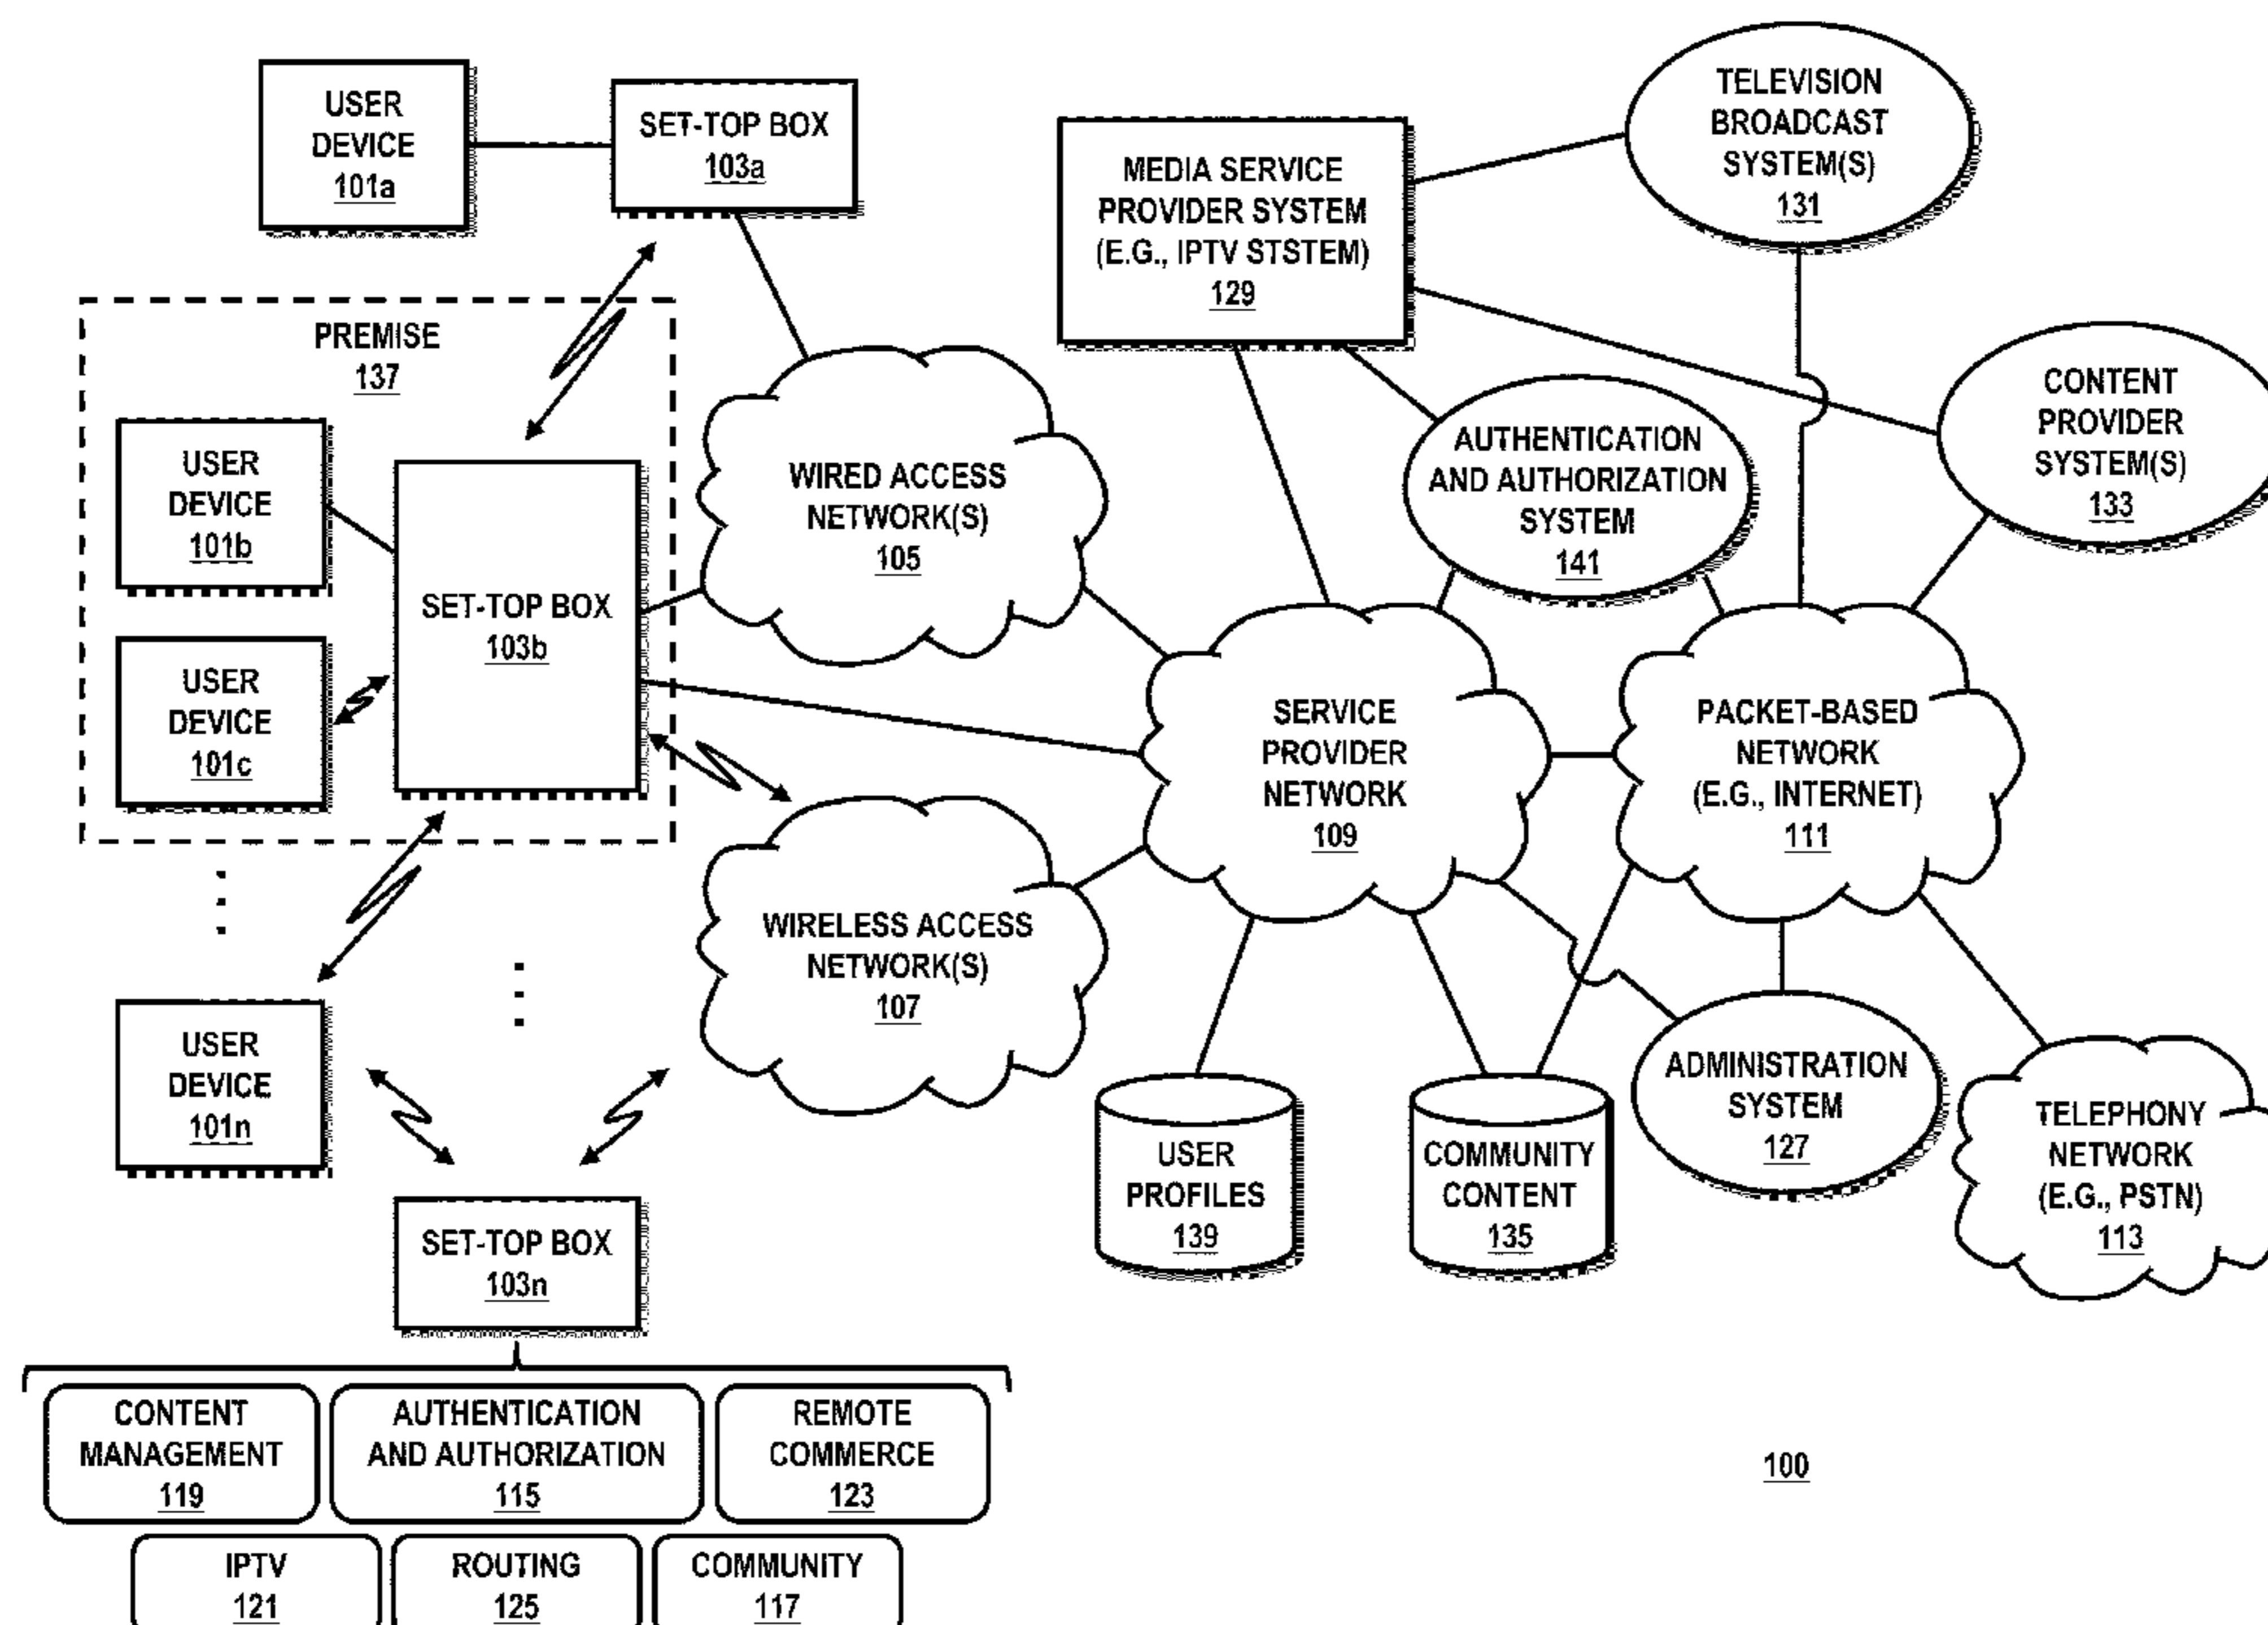 USER
DEVICE
101a
SET-TOP BOX
103a
MEDIA SERVICE
PROVIDER SYSTEM
(E.G., IPTV STSTEM)
129
TELEVISION
BROADCAST
SYSTEM(S)
131
PREMISE
137
USER
DEVICE
101b
USER
DEVICE
101c
SET-TOP BOX
103b
WIRED ACCESS
NETWORK(S)
105
AUTHENTICATION
AND AUTHORIZATION
SYSTEM
141
CONTENT
PROVIDER
SYSTEM(S)
133
SERVICE
PROVIDER
NETWORK
109
PACKET-BASED
NETWORK
(E.G., INTERNET)
111
WIRELESS ACCESS
NETWORK(S)
107
USER
DEVICE
101n
SET-TOP BOX
103n
USER
PROFILES
139
COMMUNITY
CONTENT
135
ADMINISTRATION
SYSTEM
127
TELEPHONY
NETWORK
(E.G., PSTN)
113
CONTENT
MANAGEMENT
119
AUTHENTICATION
AND AUTHORIZATION
115
REMOTE
COMMERCE
123
IPTV
121
ROUTING
125
COMMUNITY
117
100